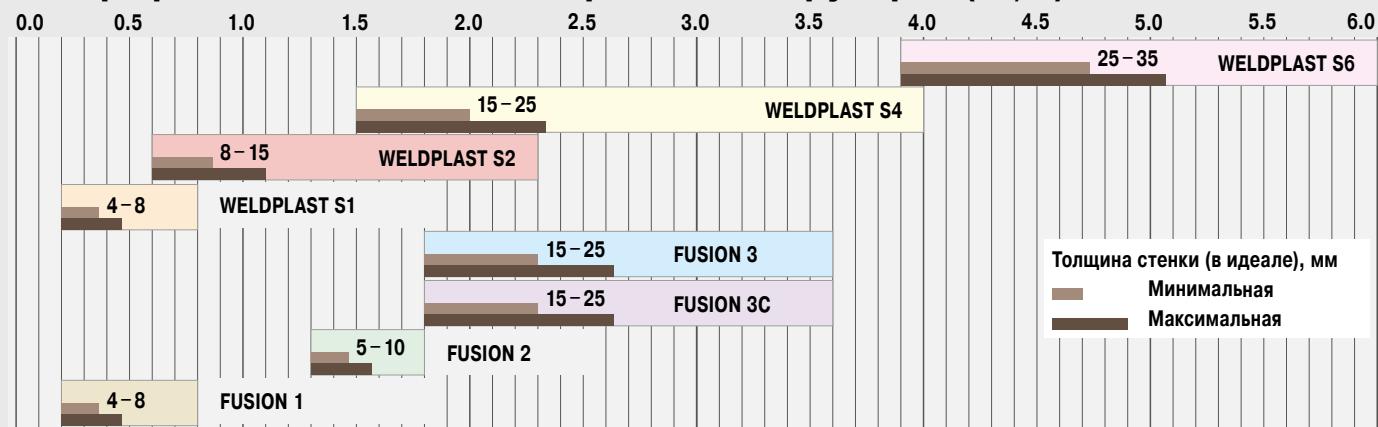 0.0 0.5 1.0 1.5 2.0 2.5 3.0 3.5 4.0 4.5 5.0 5.5 6.0
25–35 WELDPLAST S6
15–25 WELDPLAST S4
8–15 WELDPLAST S2
4–8 WELDPLAST S1
15–25 FUSION 3
15–25 FUSION 3C
5–10 FUSION 2
4–8 FUSION 1
Толщина стенки (в идеале), мм
Минимальная
Максимальная